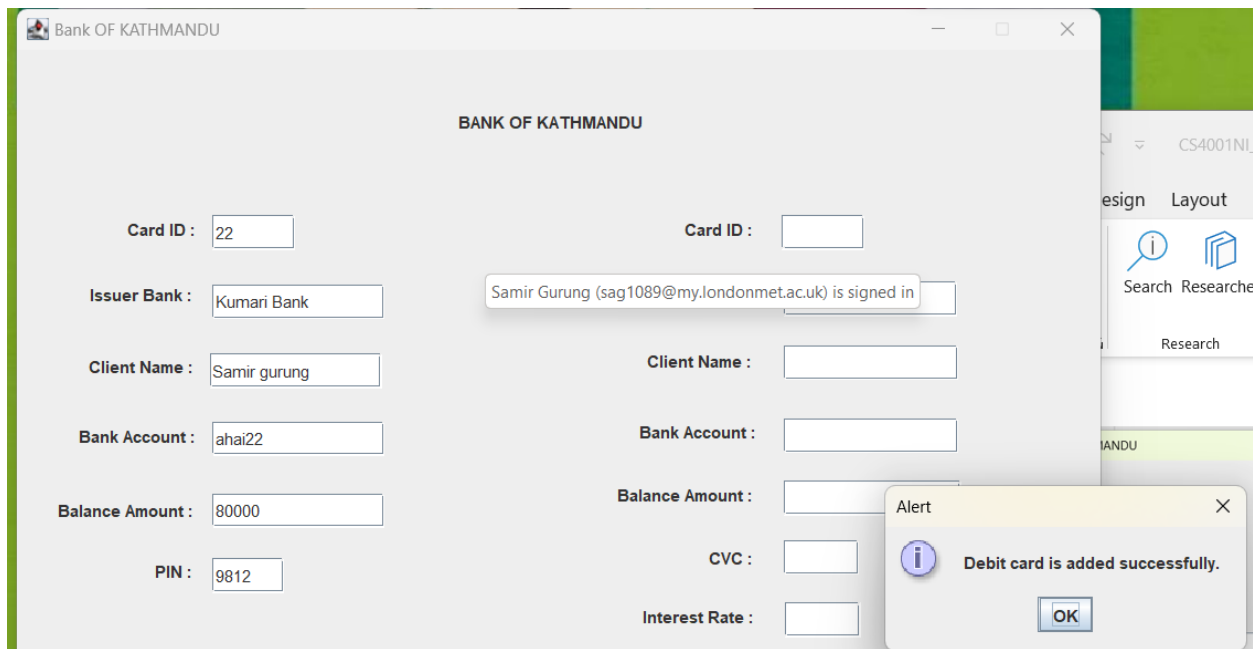 Bank OF KATHMANDU
BANK OF KATHMANDU
CS4001NI_
esign Layout
Card ID : 22
Card ID :
Search Researche
Issuer Bank : Kumari Bank
Samir Gurung (sag1089@my.londonmet.ac.uk) is signed in
Research
Client Name : Samir gurung
Client Name :
Bank Account : ahai22
Bank Account :
MANDU
Balance Amount : 80000
Balance Amount :
Alert
PIN : 9812
CVC :
Debit card is added successfully.
Interest Rate :
OK